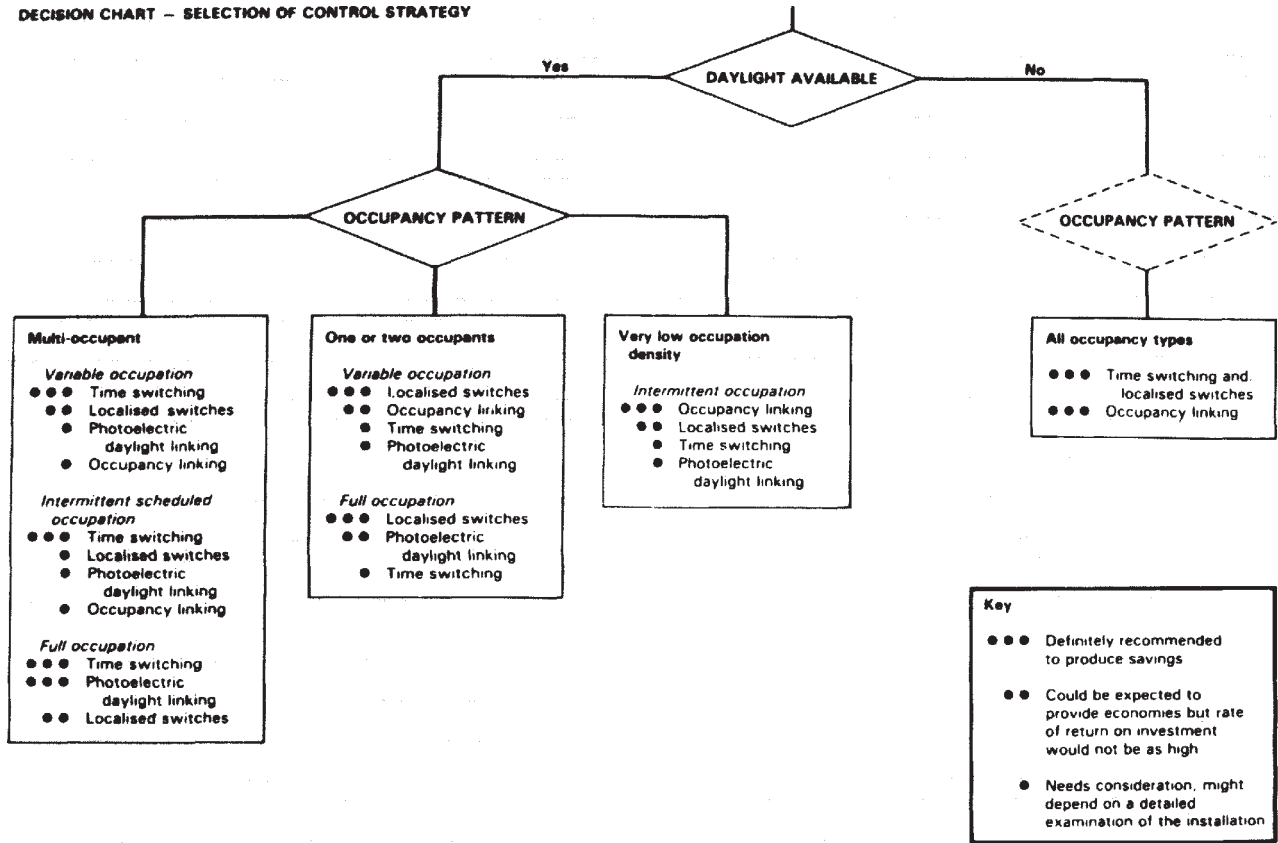 DECISION CHART – SELECTION OF CONTROL STRATEGY
DAYLIGHT AVAILABLE
Yes
No
OCCUPANCY PATTERN
OCCUPANCY PATTERN
Multi-occupant
Variable occupation
●●● Time switching
●● Localised switches
● Photoelectric
daylight linking
● Occupancy linking
Intermittent scheduled
occupation
●●● Time switching
● Localised switches
● Photoelectric
daylight linking
● Occupancy linking
Full occupation
●●● Time switching
●●● Photoelectric
daylight linking
●● Localised switches
One or two occupants
Variable occupation
●●● Localised switches
●● Occupancy linking
● Time switching
● Photoelectric
daylight linking
Full occupation
●●● Localised switches
●● Photoelectric
daylight linking
● Time switching
Very low occupation
density
Intermittent occupation
●●● Occupancy linking
●● Localised switches
● Time switching
● Photoelectric
daylight linking
All occupancy types
●●● Time switching and
localised switches
●●● Occupancy linking
Key
●●● Definitely recommended
to produce savings
●● Could be expected to
provide economies but rate
of return on investment
would not be as high
● Needs consideration, might
depend on a detailed
examination of the installation